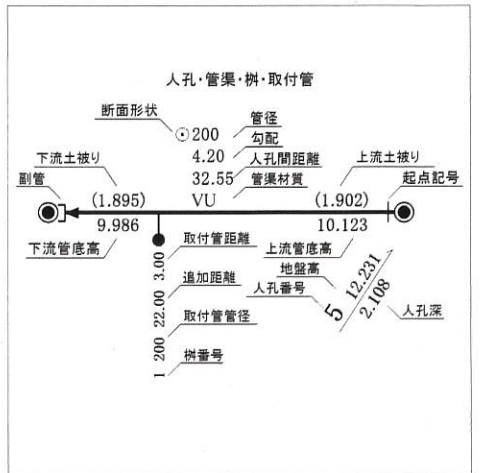 人孔・管渠・桝・取付管
断面形状
200
管径
4.20
勾配
下流土被り
32.55
人孔間距離
上流土被り
副管
VU
管渠材質
起点記号
(1.895)
(1.902)
9.986
10.123
下流管底高
取付管距離
上流管底高
3.00
地盤高
12.231
追加距離
人孔番号
5
2.108
22.00
人孔深
取付管管径
200
桝番号
1